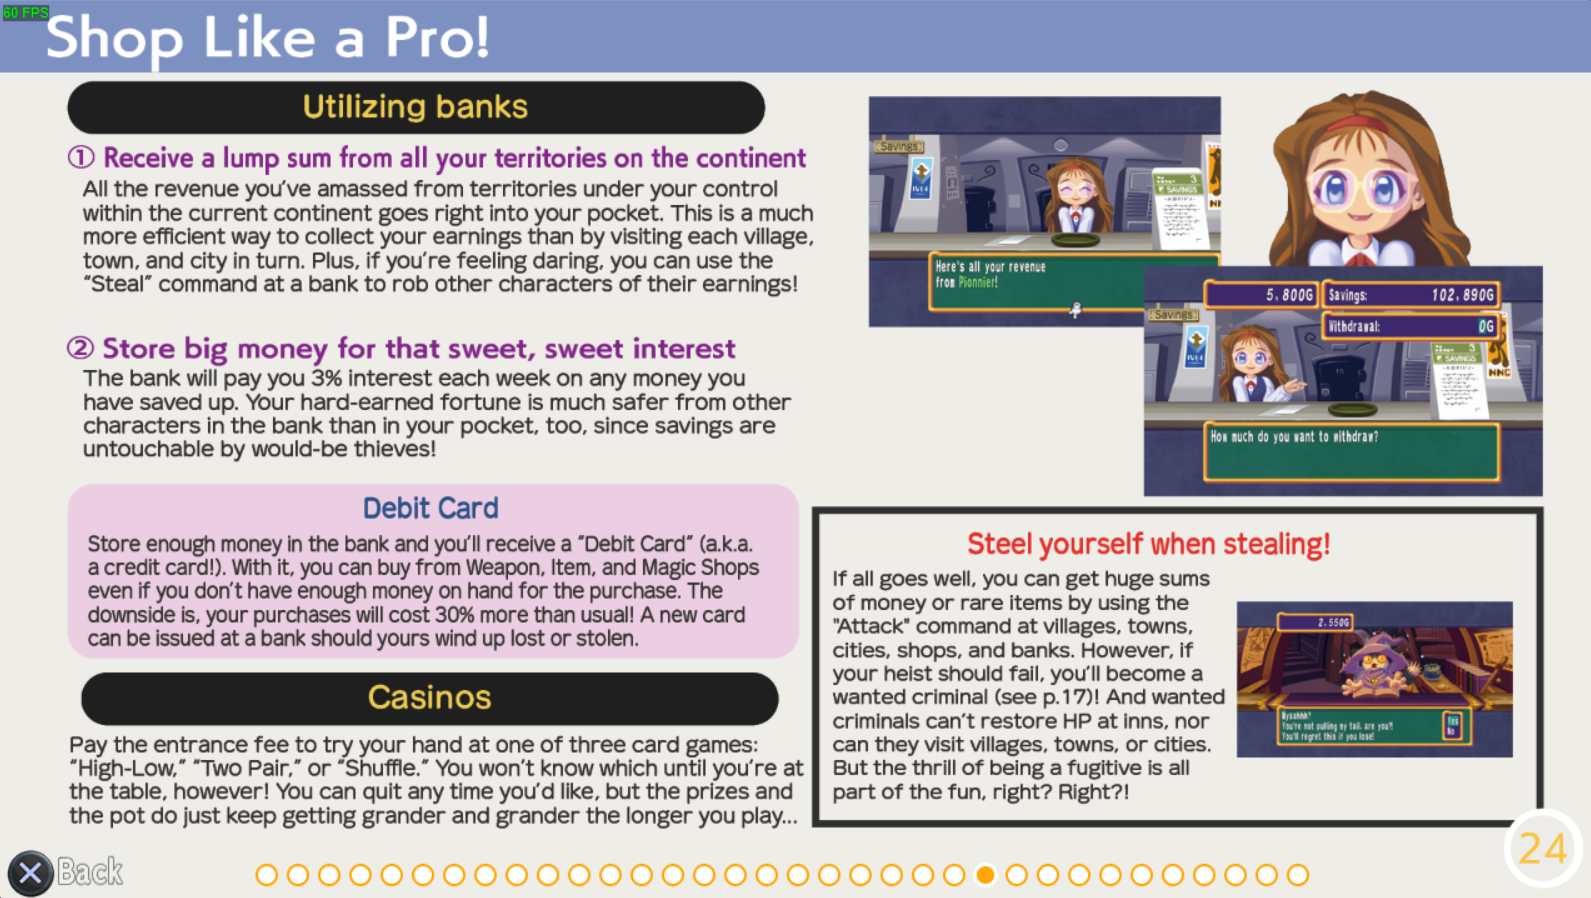 60 FPS
Shop Like a Pro!
Utilizing banks
① Receive a lump sum from all your territories on the continent
All the revenue you've amassed from territories under your control
within the current continent goes right into your pocket. This is a much
more efficient way to collect your earnings than by visiting each village,
town, and city in turn. Plus, if you're feeling daring, you can use the
“Steal” command at a bank to rob other characters of their earnings!
② Store big money for that sweet, sweet interest
The bank will pay you 3% interest each week on any money you
have saved up. Your hard-earned fortune is much safer from other
characters in the bank than in your pocket, too, since savings are
untouchable by would-be thieves!
Debit Card
Store enough money in the bank and you'll receive a “Debit Card” (a.k.a.
a credit card!). With it, you can buy from Weapon, Item, and Magic Shops
even if you don't have enough money on hand for the purchase. The
downside is, your purchases will cost 30% more than usual! A new card
can be issued at a bank should yours wind up lost or stolen.
Casinos
Pay the entrance fee to try your hand at one of three card games:
“High-Low,” “Two Pair,” or “Shuffle.” You won't know which until you're at
the table, however! You can quit any time you'd like, but the prizes and
the pot do just keep getting grander and grander the longer you play...
Savings
3
SAVINGS
Here's all your revenue
from Pionnier!
5,800G
Savings: 102,890G
Withdrawal: 0G
Savings
3
SAVINGS
NNC
How much do you want to withdraw?
Steel yourself when stealing!
If all goes well, you can get huge sums
of money or rare items by using the
"Attack" command at villages, towns,
cities, shops, and banks. However, if
your heist should fail, you'll become a
wanted criminal (see p.17)! And wanted
criminals can't restore HP at inns, nor
can they visit villages, towns, or cities.
But the thrill of being a fugitive is all
part of the fun, right? Right?!
2,550G
Nyaahhh?
You're not pulling my tail, are you?!
You'll regret this if you lose!
Yes
No
24
Back